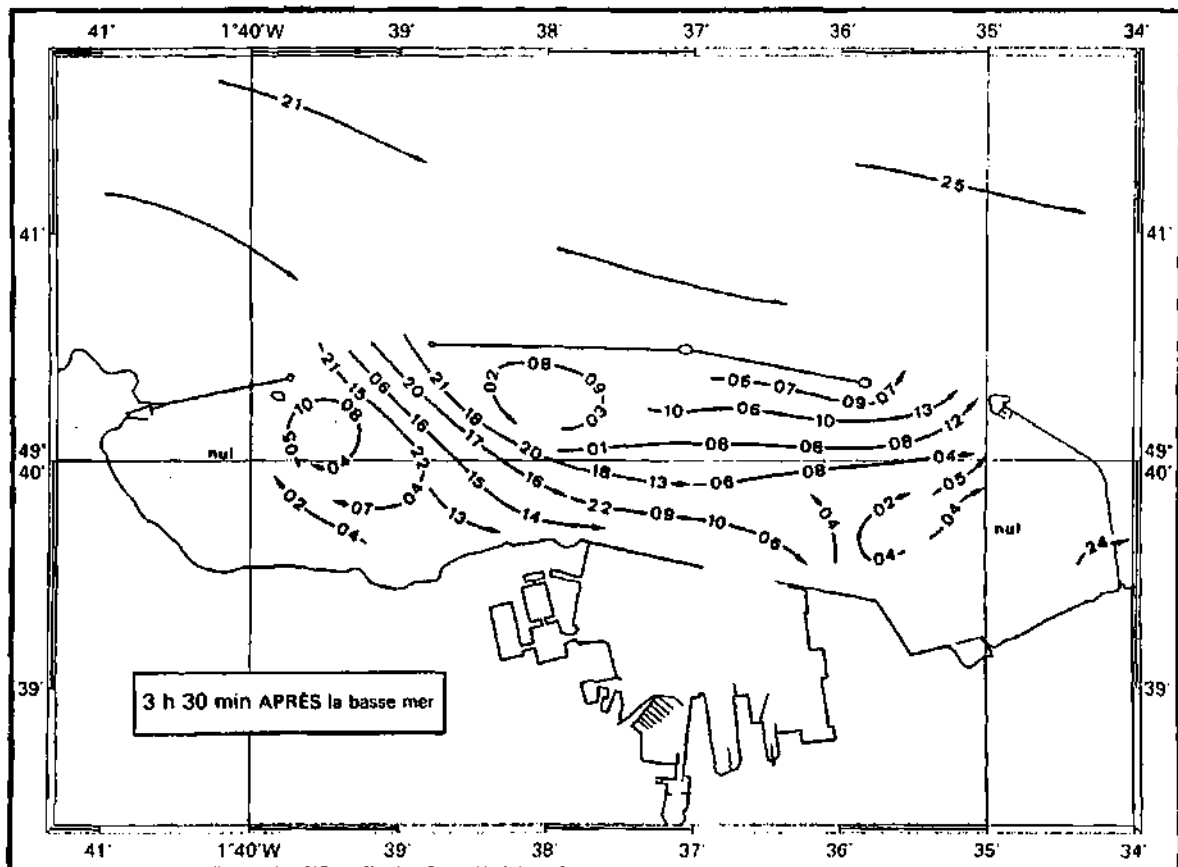 41' 1°40'W 39' 38' 37' 36' 35' 34'
21
25
41' 41'
08
21 06 20 21 02 09 06 07 09 07
10 08 15 03 10 06 10 13
05 16 17 18 01 08 08 08 12
nul 04 22 20
49° 40' 49° 40'
18 13 06 08 04
02 07 04 15 16 22 02 05
04 13 14 09 10 06 04 04 04
nul
24
39' 39'
3 h 30 min APRÈS la basse mer
41' 1°40'W 39' 38' 37' 36' 35' 34'